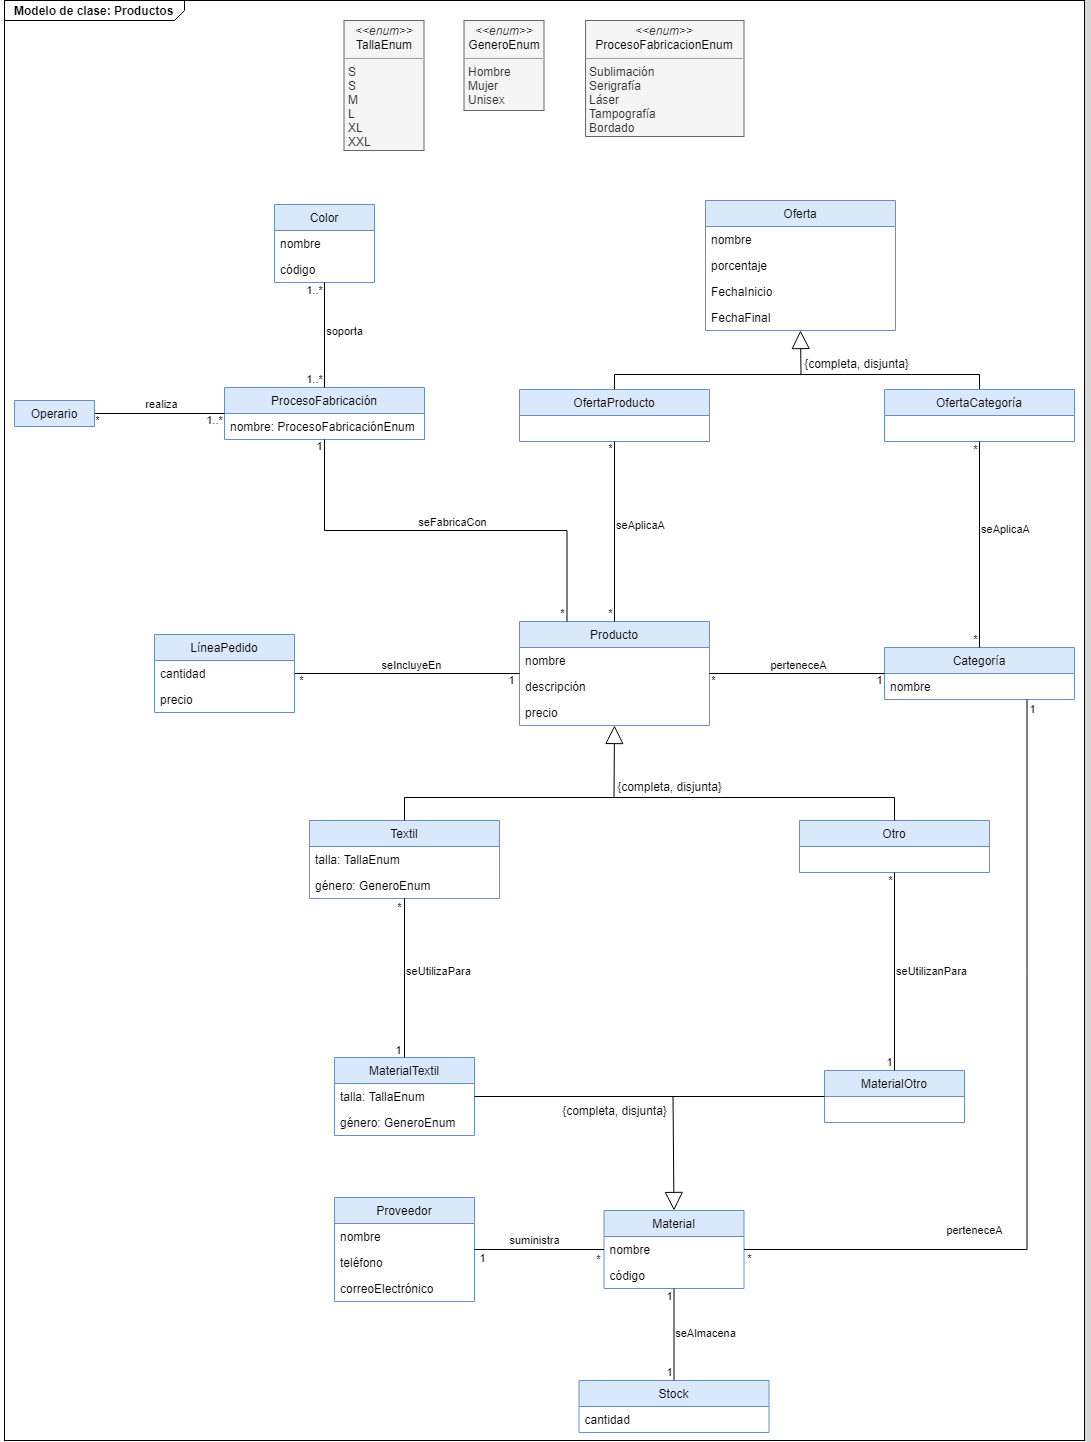 Modelo de clase: Productos
<<enum>>
TallaEnum
S
S
M
L
XL
XXL
<<enum>>
GeneroEnum
Hombre
Mujer
Unisex
<<enum>>
ProcesoFabricacionEnum
Sublimación
Serigrafía
Láser
Tampografía
Bordado
Color
nombre
código
1..*
soporta
1..*
Oferta
nombre
porcentaje
FechaInicio
FechaFinal
{completa, disjunta}
Operario
*
realiza
1..*
ProcesoFabricación
nombre: ProcesoFabricaciónEnum
1
seFabricaCon
*
OfertaProducto
*
seAplicaA
*
OfertaCategoría
*
seAplicaA
*
LíneaPedido
cantidad
precio
*
seIncluyeEn
1
Producto
nombre
descripción
precio
*
perteneceA
1
Categoría
nombre
1
{completa, disjunta}
Textil
talla: TallaEnum
género: GeneroEnum
*
seUtilizaPara
1
Otro
*
seUtilizanPara
1
MaterialTextil
talla: TallaEnum
género: GeneroEnum
{completa, disjunta}
MaterialOtro
Proveedor
nombre
teléfono
correoElectrónico
1
suministra
*
Material
nombre
código
*
perteneceA
1
seAlmacena
1
Stock
cantidad